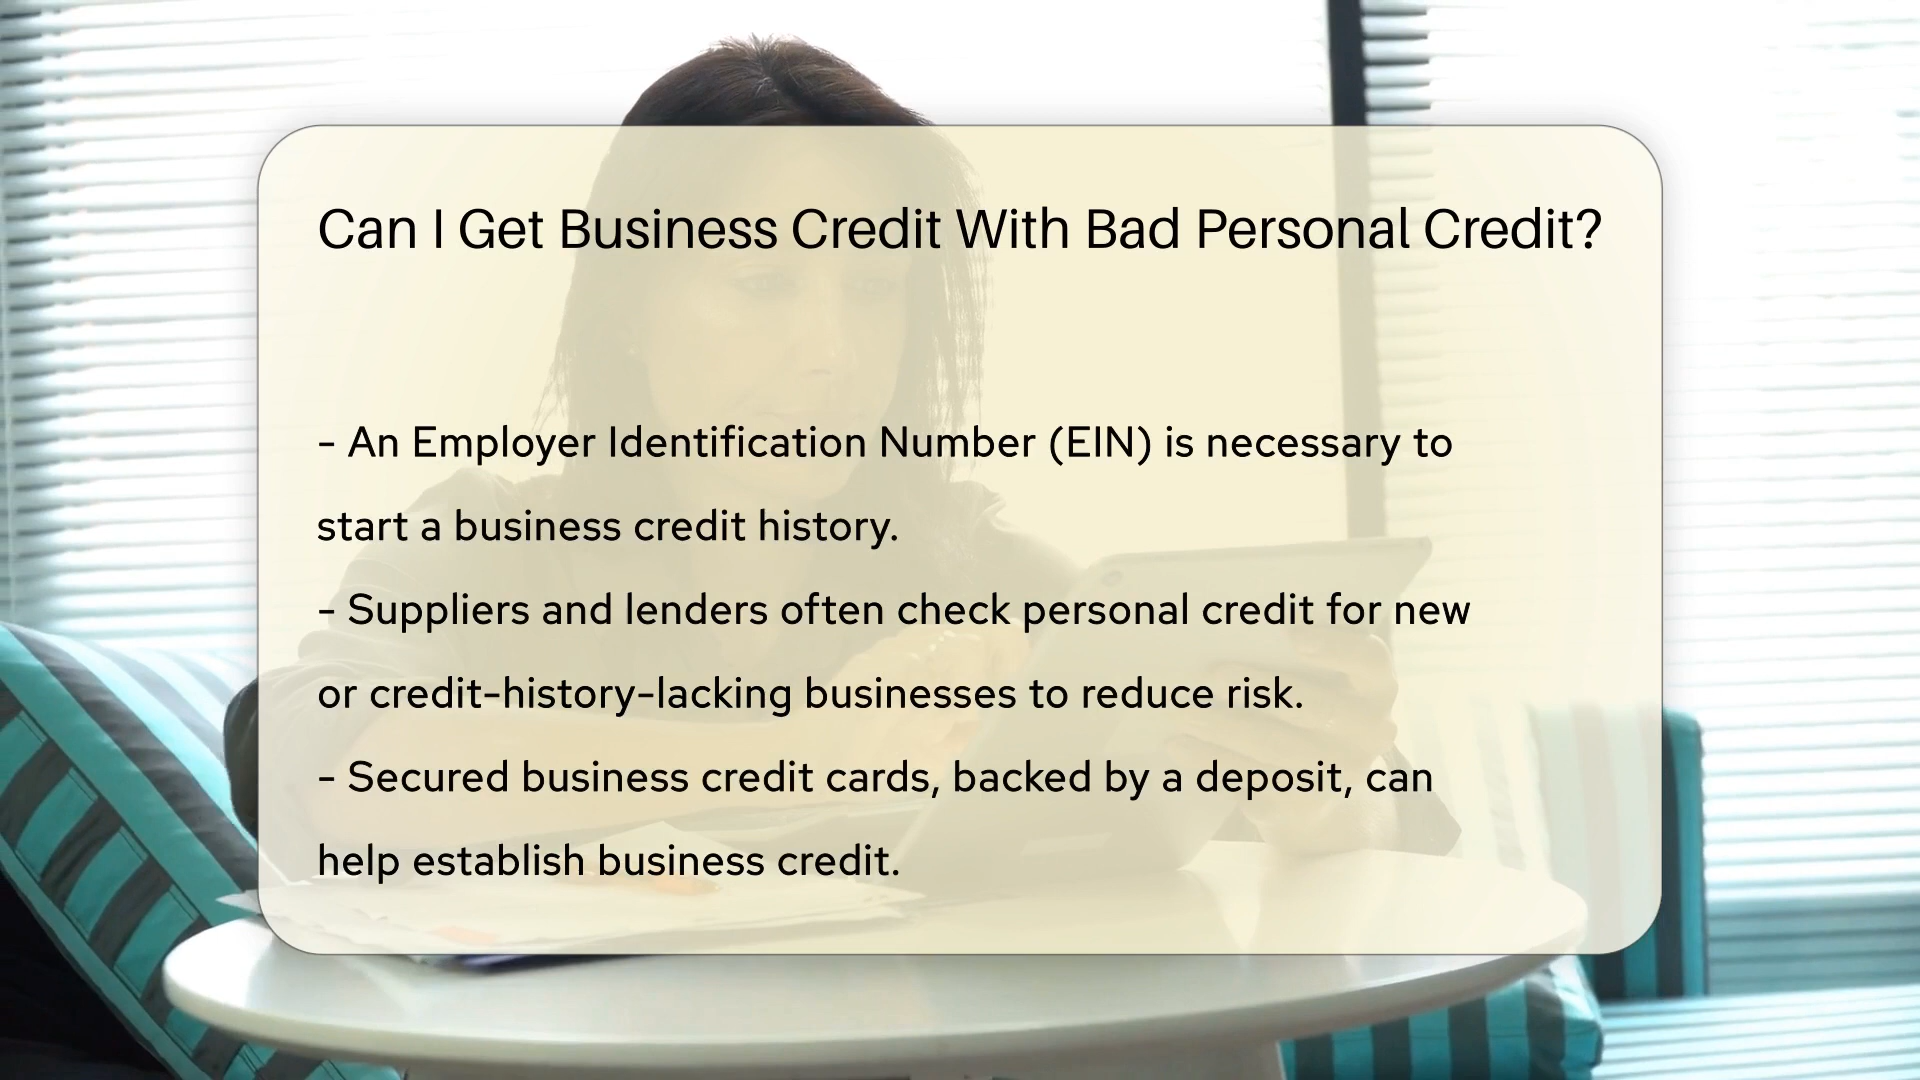 Can I Get Business Credit With Bad Personal Credit?
- An Employer Identification Number (EIN) is necessary to
start a business credit history.
- Suppliers and lenders often check personal credit for new
or credit-history-lacking businesses to reduce risk.
- Secured business credit cards, backed by a deposit, can
help establish business credit.